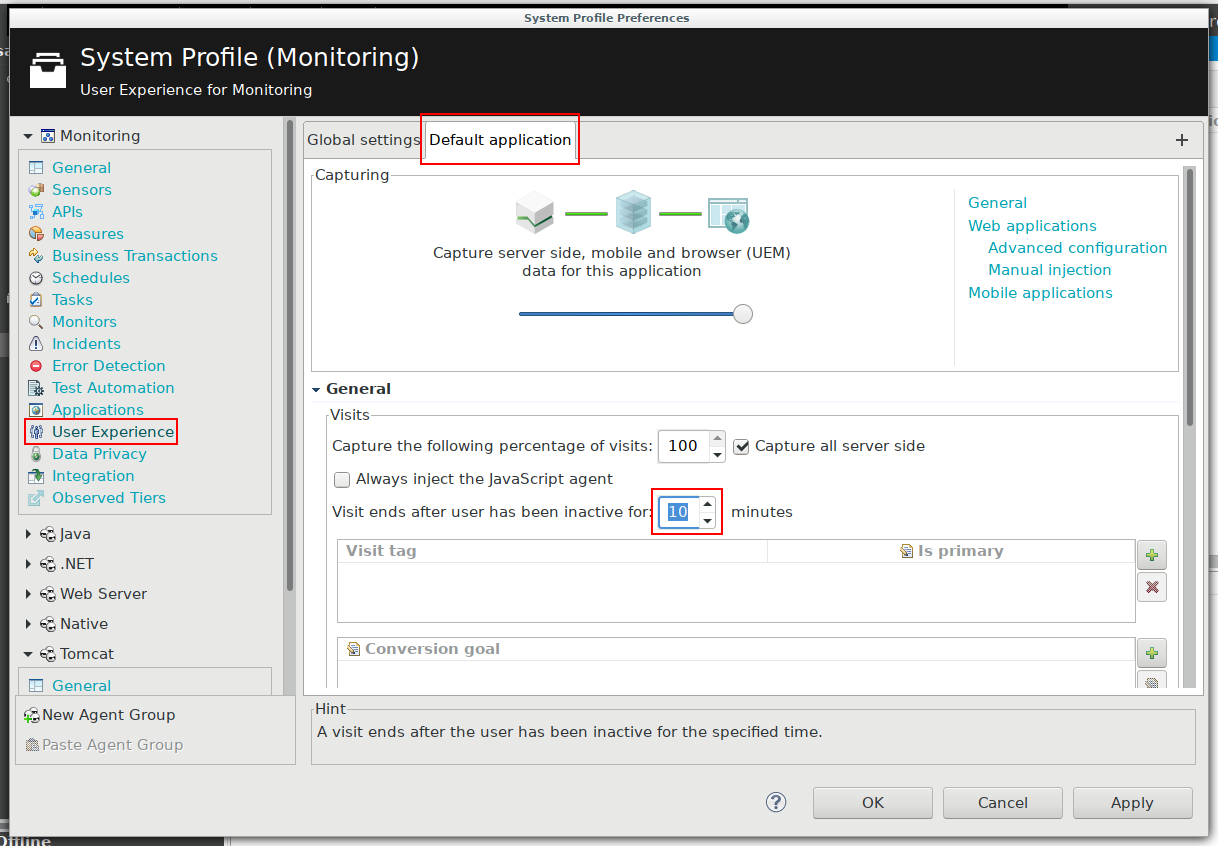 System Profile Preferences
System Profile (Monitoring)
User Experience for Monitoring
Monitoring
General
Sensors
APIs
Measures
Business Transactions
Schedules
Tasks
Monitors
Incidents
Error Detection
Test Automation
Applications
User Experience
Data Privacy
Integration
Observed Tiers
Java
.NET
Web Server
Native
Tomcat
General
New Agent Group
Paste Agent Group
Global settings Default application +
Capturing
Capture server side, mobile and browser (UEM)
data for this application
General
Web applications
Advanced configuration
Manual injection
Mobile applications
General
Visits
Capture the following percentage of visits: 100 Capture all server side
Always inject the JavaScript agent
Visit ends after user has been inactive for: 10 minutes
Visit tag Is primary
Conversion goal
Hint
A visit ends after the user has been inactive for the specified time.
? OK Cancel Apply
Offline